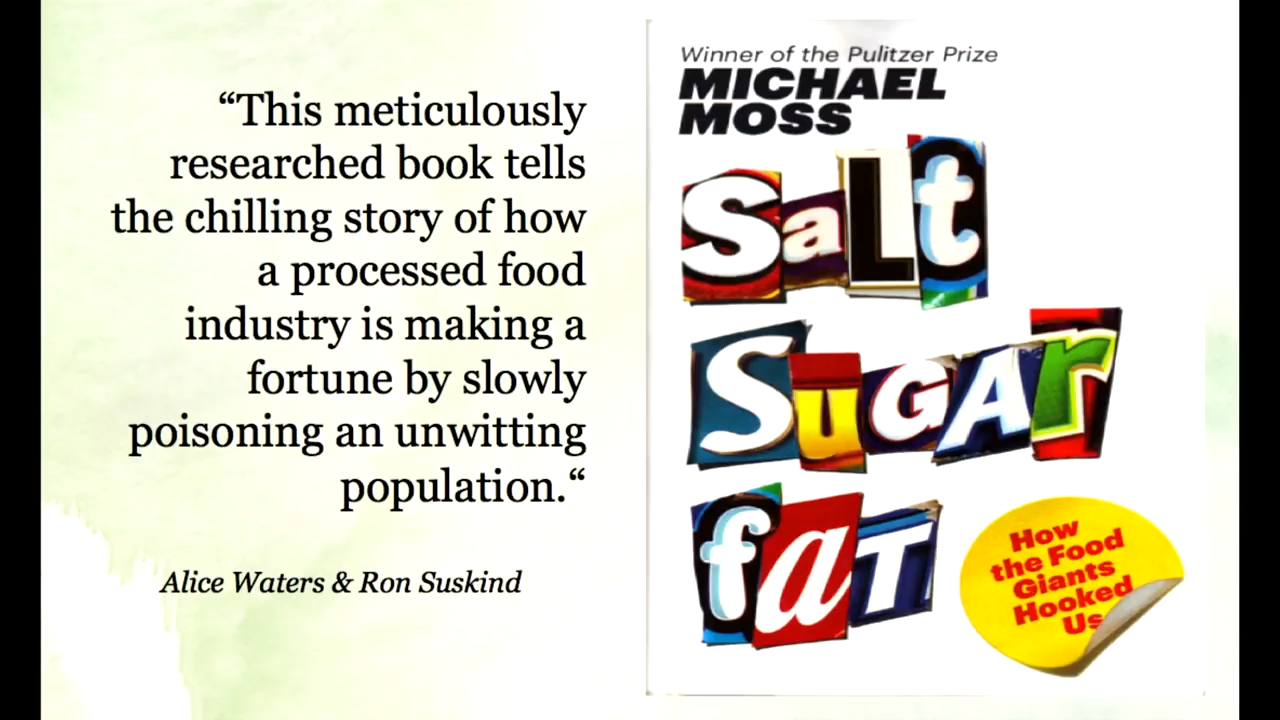 “This meticulously
researched book tells
the chilling story of how
a processed food
industry is making a
fortune by slowly
poisoning an unwitting
population.“
Alice Waters & Ron Suskind
Winner of the Pulitzer Prize
MICHAEL
MOSS
SaLt
SuGAr
faT
How
the Food
Giants
Hooked
Us